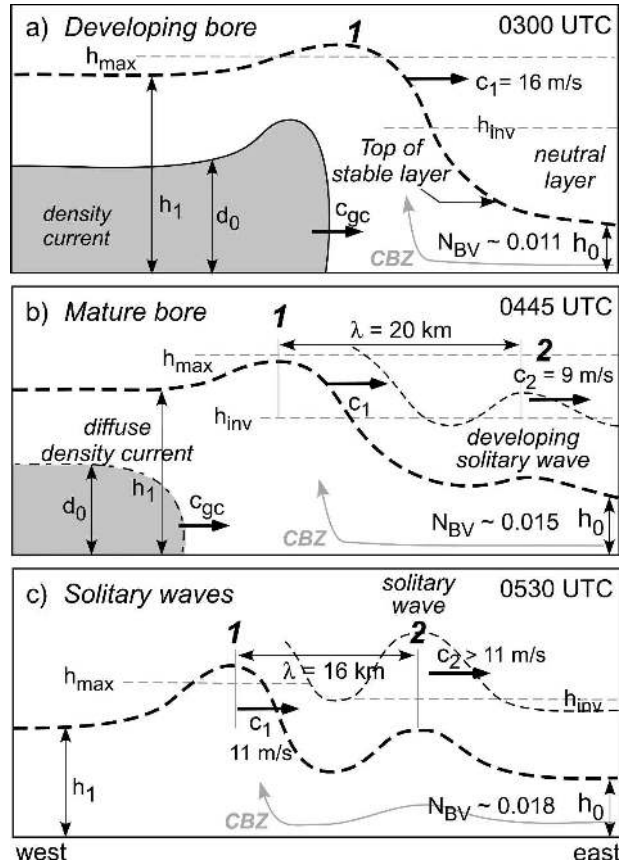 a) Developing bore 1 0300 UTC
h_max
c_1 = 16 m/s
h_inv
Top of
stable layer
neutral
layer
density
current
h_1
d_0
c_gc
CBZ
N_BV ~ 0.011 h_0
b) Mature bore 1 0445 UTC
λ = 20 km
2
h_max
c_1
c_2 = 9 m/s
h_inv
diffuse
density current
developing
solitary wave
d_0
h_1
c_gc
CBZ
N_BV ~ 0.015 h_0
c) Solitary waves solitary
wave
0530 UTC
1 2
λ = 16 km
c_2 > 11 m/s
h_max
h_inv
c_1
11 m/s
h_1
CBZ
N_BV ~ 0.018 h_0
west east